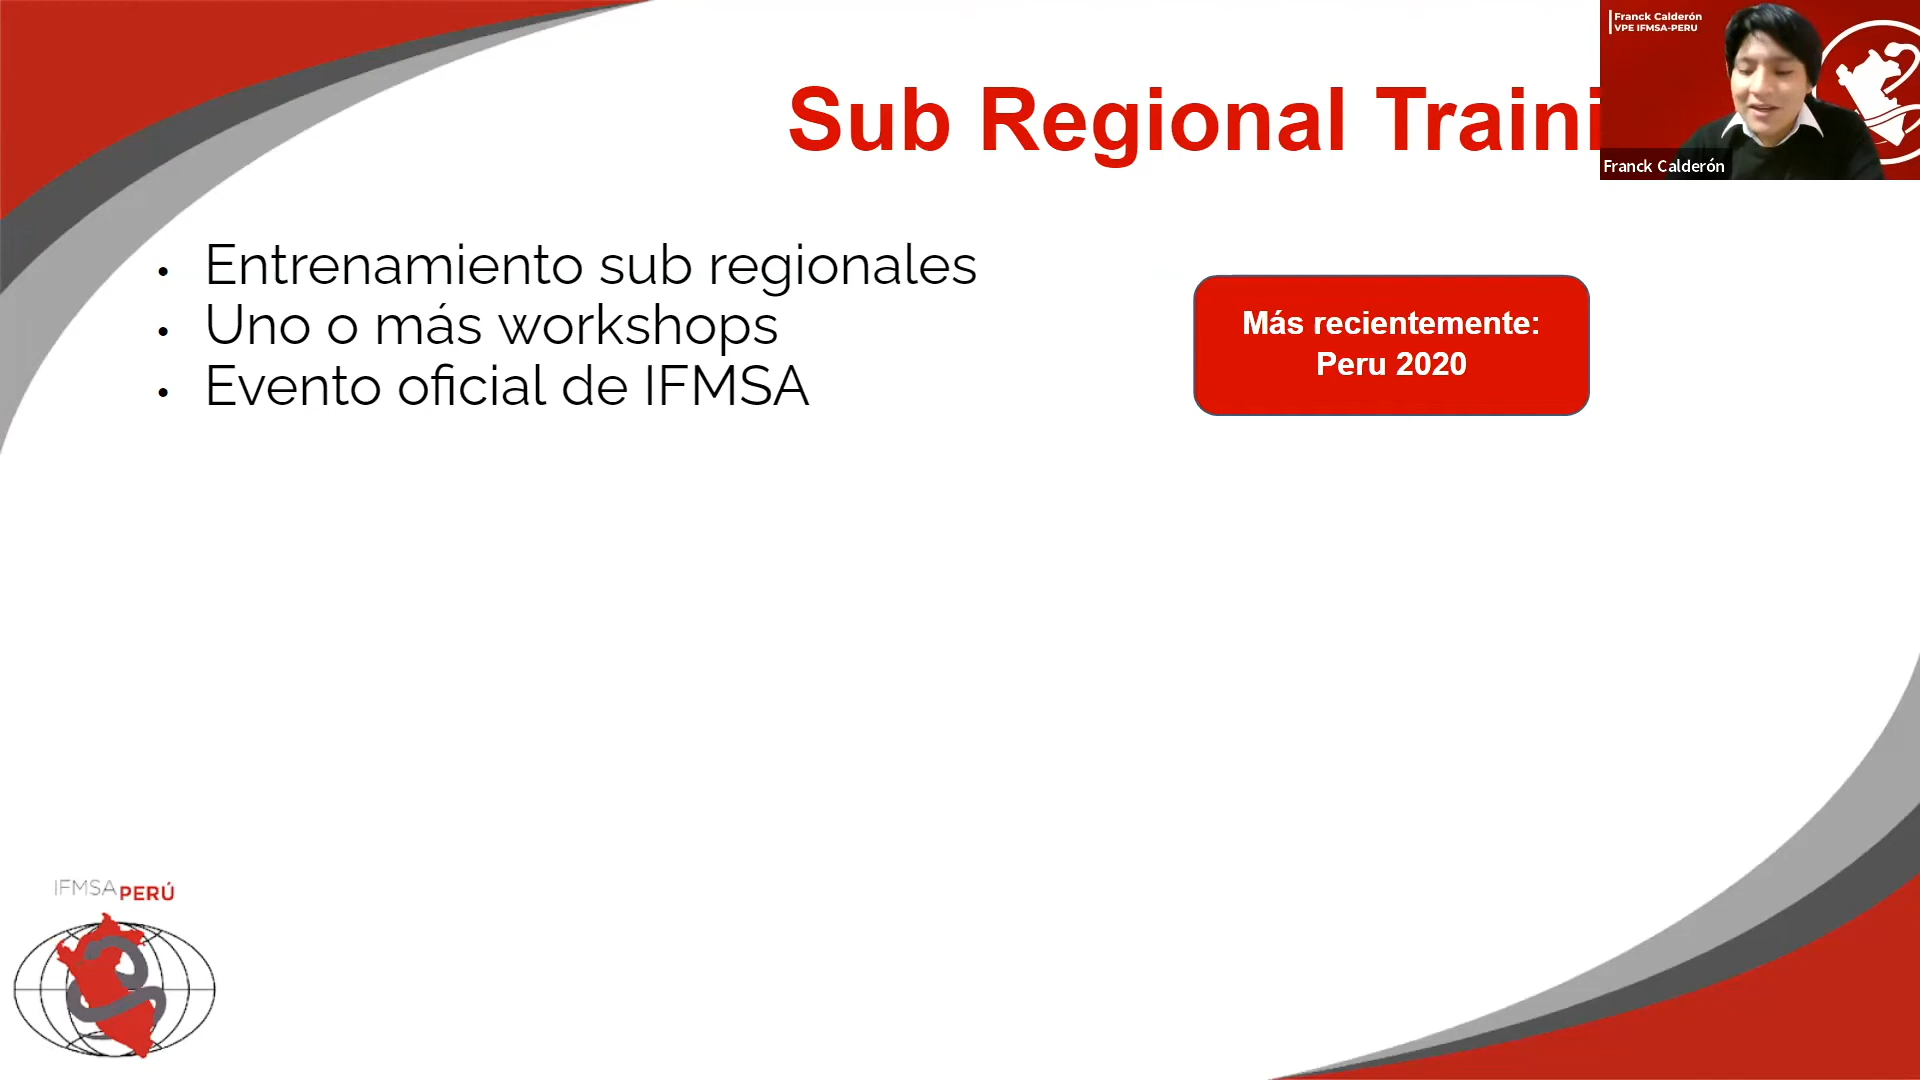 Franck Calderón
VPE IFMSA-PERU
Sub Regional Traini
Franck Calderón
• Entrenamiento sub regionales
• Uno o más workshops
• Evento oficial de IFMSA
Más recientemente:
Peru 2020
IFMSA PERÚ